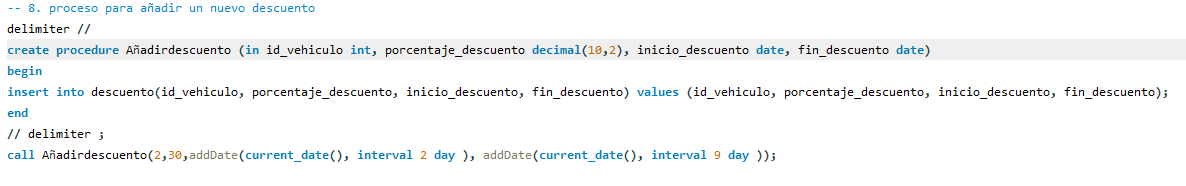 -- 8. proceso para añadir un nuevo descuento
delimiter //
create procedure Añadirdescuento (in id_vehiculo int, porcentaje_descuento decimal(10,2), inicio_descuento date, fin_descuento date)
begin
insert into descuento(id_vehiculo, porcentaje_descuento, inicio_descuento, fin_descuento) values (id_vehiculo, porcentaje_descuento, inicio_descuento, fin_descuento);
end
// delimiter ;
call Añadirdescuento(2,30,addDate(current_date(), interval 2 day ), addDate(current_date(), interval 9 day ));